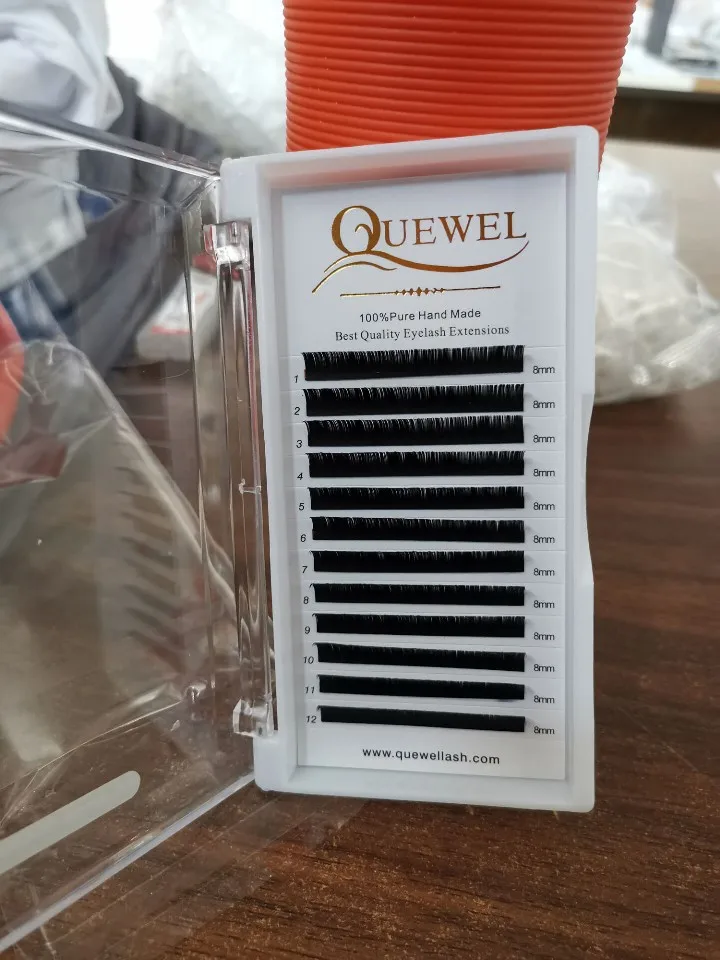 QUEWEL
100%Pure Hand Made
Best Quality Eyelash Extensions
1 8mm
2 8mm
3 8mm
4 8mm
5 8mm
6 8mm
7 8mm
8 8mm
9 8mm
10 8mm
11 8mm
12 8mm
www.quewellash.com